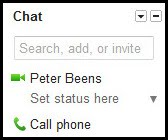 Chat
Search, add, or invite
Peter Beens
Set status here
Call phone